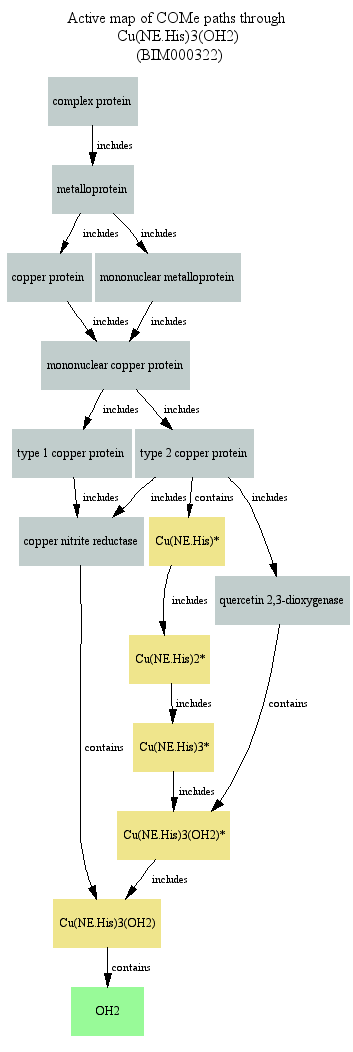 Active map of COMe paths through
Cu(NE.His)3(OH2)
(BIM000322)
complex protein
includes
metalloprotein
includes
includes
copper protein
mononuclear metalloprotein
includes
includes
mononuclear copper protein
includes
includes
type 1 copper protein
type 2 copper protein
includes
includes
contains
includes
copper nitrite reductase
Cu(NE.His)*
quercetin 2,3-dioxygenase
includes
Cu(NE.His)2*
includes
contains
Cu(NE.His)3*
contains
includes
Cu(NE.His)3(OH2)*
includes
Cu(NE.His)3(OH2)
contains
OH2